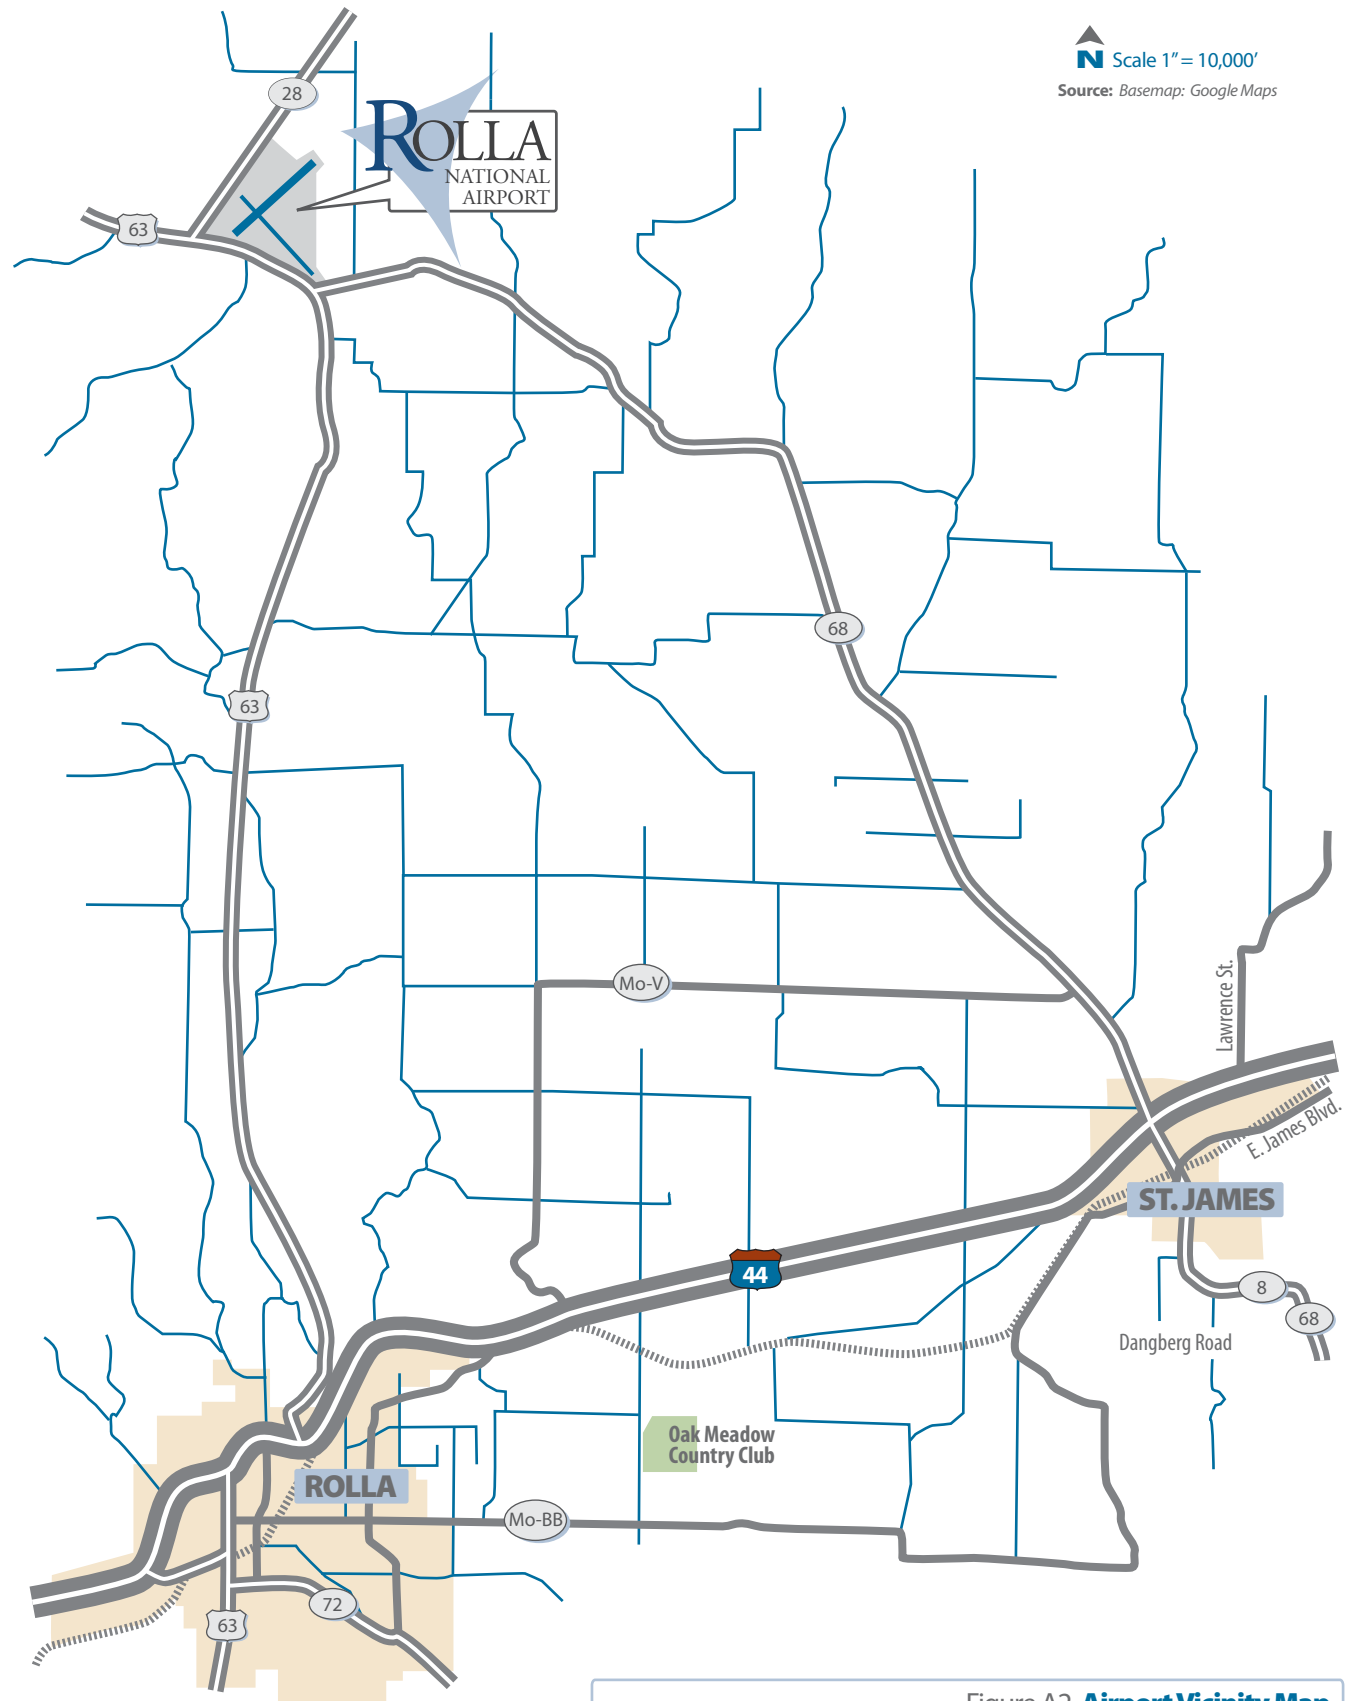 N Scale 1" = 10,000'
Source: Basemap: Google Maps
28
ROLLA
NATIONAL
AIRPORT
63
68
63
Mo-V
Lawrence St.
E. James Blvd.
ST. JAMES
44
8
68
Dangberg Road
Oak Meadow
Country Club
ROLLA
Mo-BB
72
63
Figure A2 Airport Vicinity Map